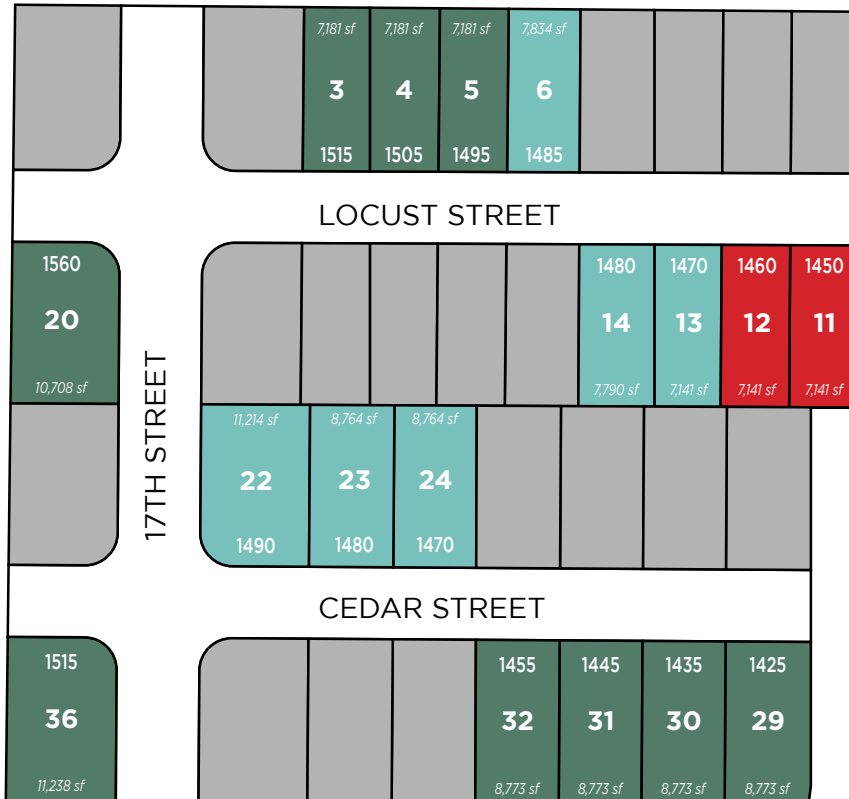 7,181 sf 7,181 sf 7,181 sf 7,834 sf
3 4 5 6
1515 1505 1495 1485
LOCUST STREET
1560 1480 1470 1460 1450
20 14 13 12 11
10,708 sf 7,790 sf 7,141 sf 7,141 sf 7,141 sf
17TH STREET
11,214 sf 8,764 sf 8,764 sf
22 23 24
1490 1480 1470
CEDAR STREET
1515 1455 1445 1435 1425
36 32 31 30 29
11,238 sf 8,773 sf 8,773 sf 8,773 sf 8,773 sf